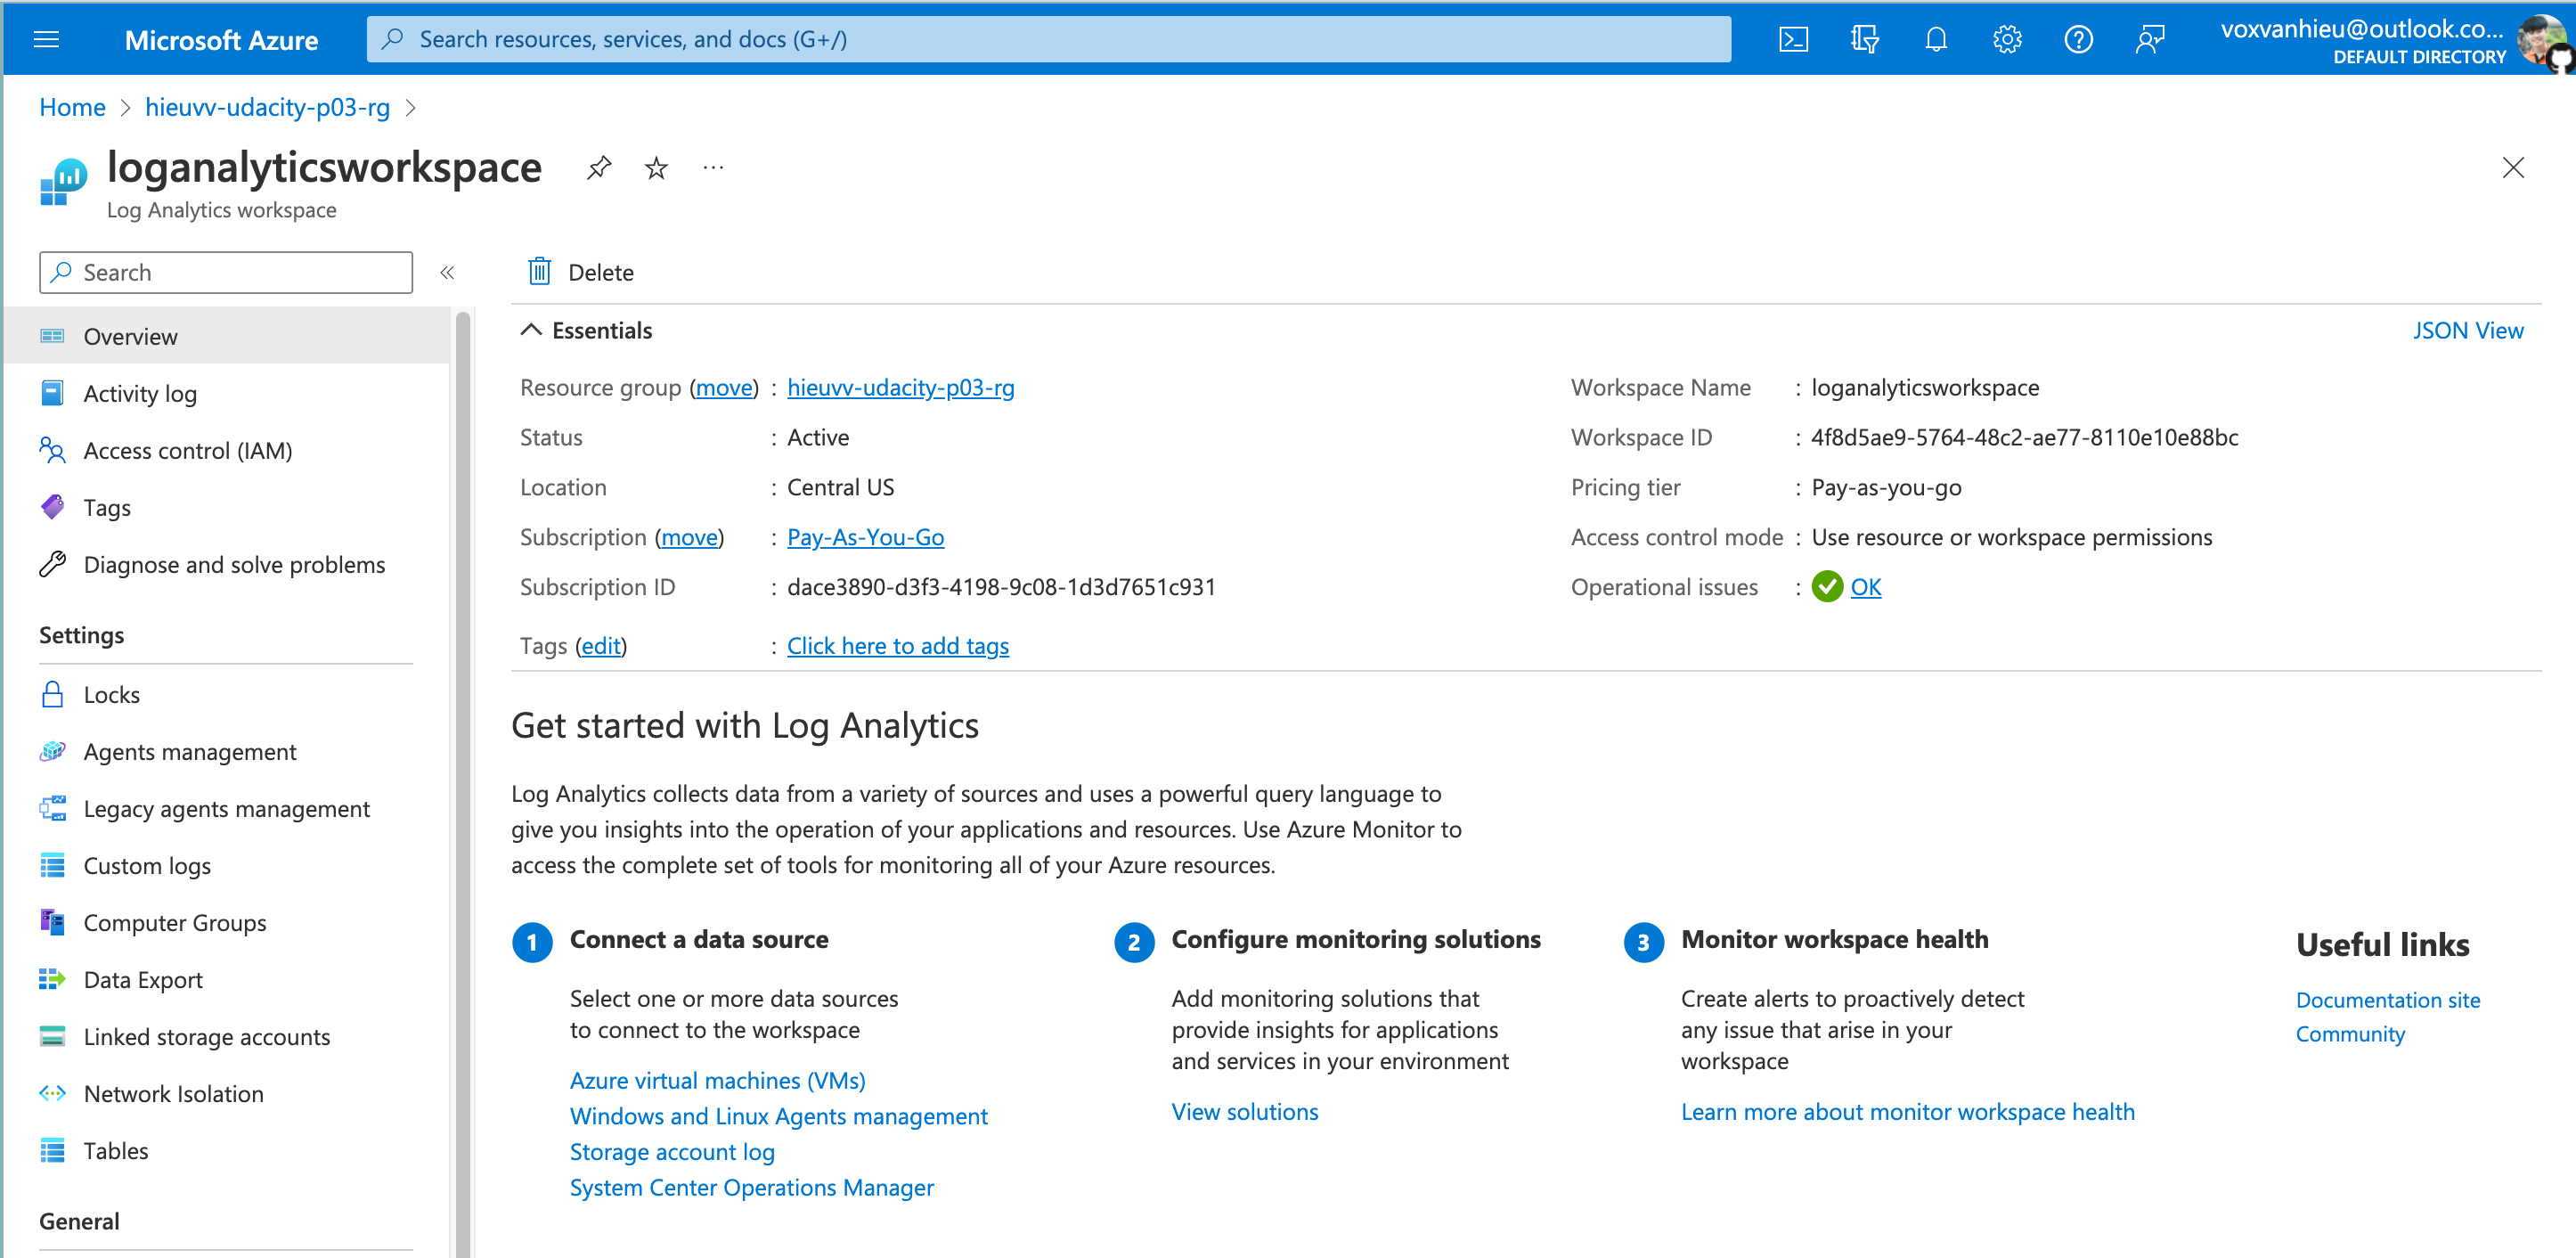 Microsoft Azure
Search resources, services, and docs (G+/)
voxvanhieu@outlook.co...
DEFAULT DIRECTORY
Home > hieuvv-udacity-p03-rg >
loganalyticsworkspace
...
Log Analytics workspace
Search
«
Overview
Activity log
Access control (IAM)
Tags
Diagnose and solve problems
Settings
Locks
Agents management
Legacy agents management
Custom logs
Computer Groups
Data Export
Linked storage accounts
Network Isolation
Tables
General
Delete
Essentials
JSON View
Resource group (move) : hieuvv-udacity-p03-rg
Status : Active
Location : Central US
Subscription (move) : Pay-As-You-Go
Subscription ID : dace3890-d3f3-4198-9c08-1d3d7651c931
Tags (edit) : Click here to add tags
Workspace Name : loganalyticsworkspace
Workspace ID : 4f8d5ae9-5764-48c2-ae77-8110e10e88bc
Pricing tier : Pay-as-you-go
Access control mode : Use resource or workspace permissions
Operational issues : OK
Get started with Log Analytics
Log Analytics collects data from a variety of sources and uses a powerful query language to
give you insights into the operation of your applications and resources. Use Azure Monitor to
access the complete set of tools for monitoring all of your Azure resources.
1 Connect a data source
Select one or more data sources
to connect to the workspace
Azure virtual machines (VMs)
Windows and Linux Agents management
Storage account log
System Center Operations Manager
2 Configure monitoring solutions
Add monitoring solutions that
provide insights for applications
and services in your environment
View solutions
3 Monitor workspace health
Create alerts to proactively detect
any issue that arise in your
workspace
Learn more about monitor workspace health
Useful links
Documentation site
Community